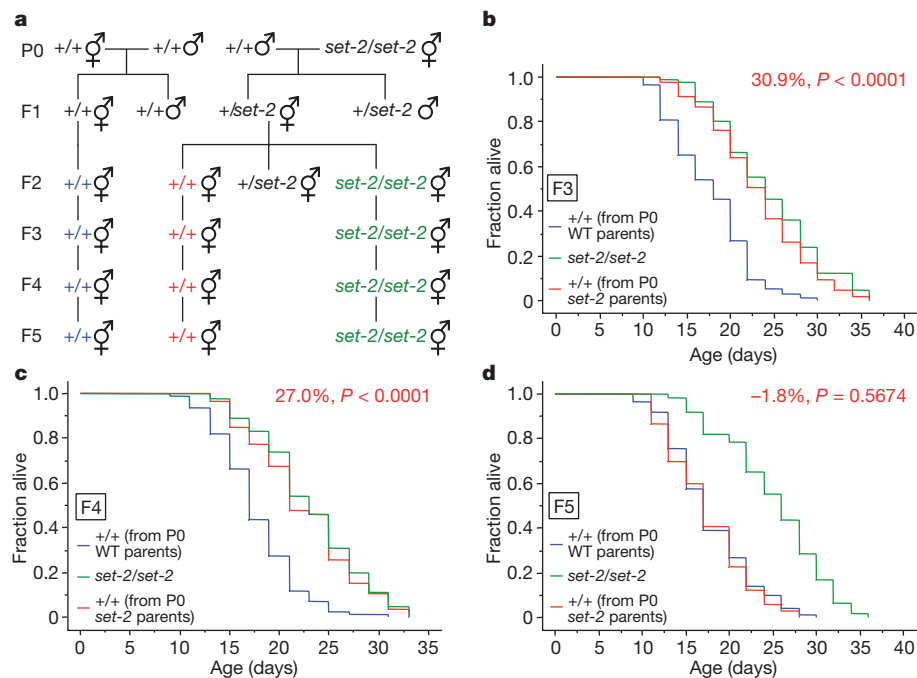 a
P0 +/+ ⚥ +/+ ♂ +/+ ♂ set-2/set-2 ⚥
F1 +/+ ⚥ +/+ ♂ +/set-2 ⚥ +/set-2 ♂
F2 +/+ ⚥ +/+ ⚥ +/set-2 ⚥ set-2/set-2 ⚥
F3 +/+ ⚥ +/+ ⚥ set-2/set-2 ⚥
F4 +/+ ⚥ +/+ ⚥ set-2/set-2 ⚥
F5 +/+ ⚥ +/+ ⚥ set-2/set-2 ⚥
b
30.9%, P < 0.0001
Fraction alive
1.0
0.8
0.6
0.4
0.2
0
F3
+/+ (from P0
WT parents)
set-2/set-2
+/+ (from P0
set-2 parents)
0 5 10 15 20 25 30 35 40
Age (days)
c
27.0%, P < 0.0001
Fraction alive
1.0
0.8
0.6
0.4
0.2
0
F4
+/+ (from P0
WT parents)
set-2/set-2
+/+ (from P0
set-2 parents)
0 5 10 15 20 25 30 35
Age (days)
d
–1.8%, P = 0.5674
Fraction alive
1.0
0.8
0.6
0.4
0.2
0
F5
+/+ (from P0
WT parents)
set-2/set-2
+/+ (from P0
set-2 parents)
0 5 10 15 20 25 30 35 40
Age (days)